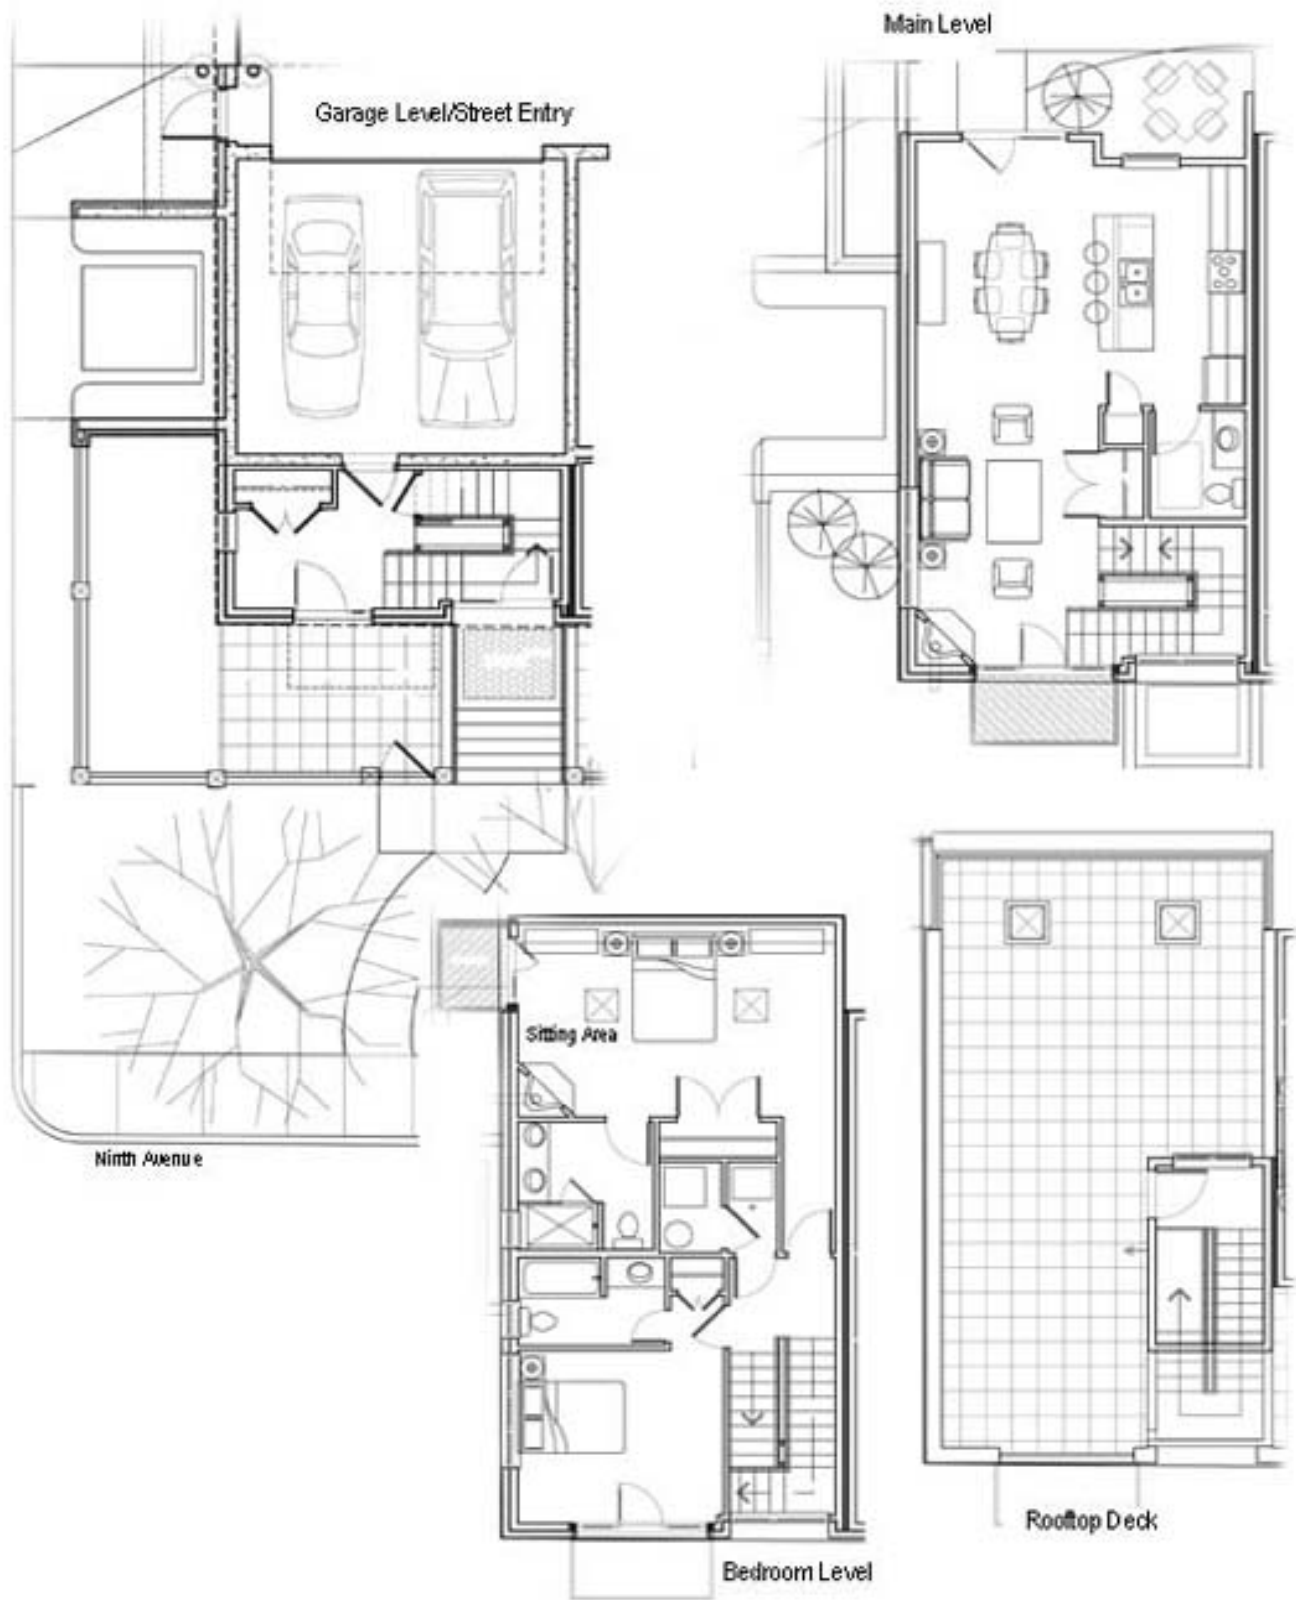 Main Level
Garage Level/Street Entry
Sitting Area
Ninth Avenue
Rooftop Deck
Bedroom Level